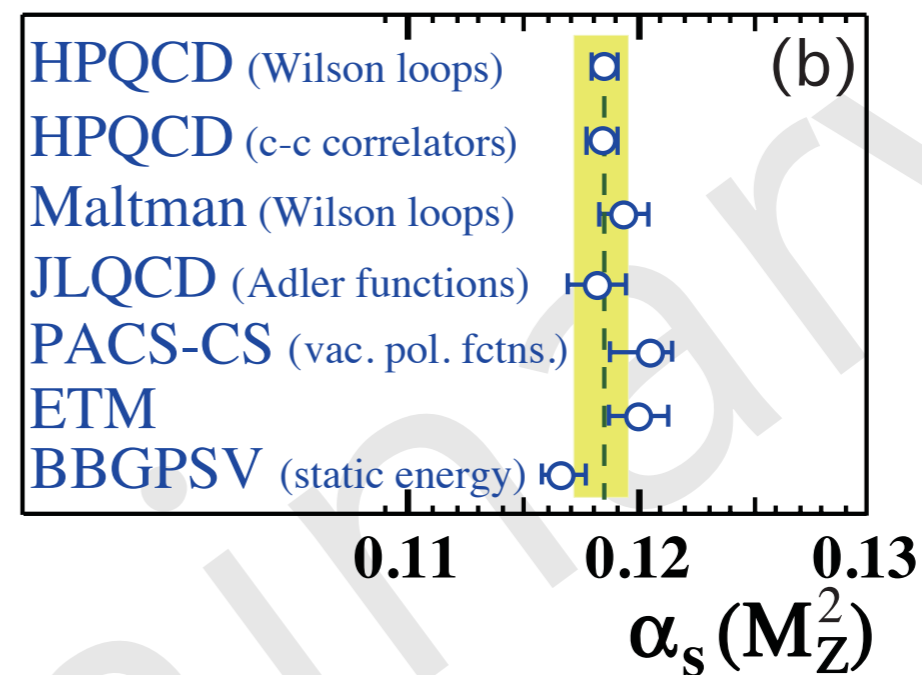 HPQCD (Wilson loops) (b)
HPQCD (c-c correlators)
Maltman (Wilson loops)
JLQCD (Adler functions)
PACS-CS (vac. pol. fctns.)
ETM
BBGPSV (static energy)
0.11 0.12 0.13
αs (M²Z)